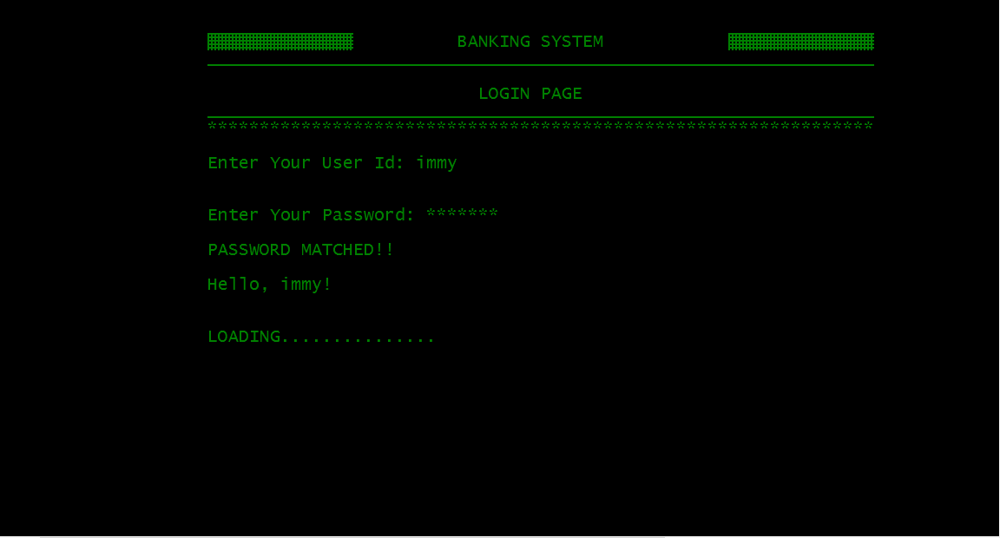 BANKING SYSTEM
LOGIN PAGE
****************************************************************
Enter Your User Id: immy
Enter Your Password: *******
PASSWORD MATCHED!!
Hello, immy!
LOADING...............